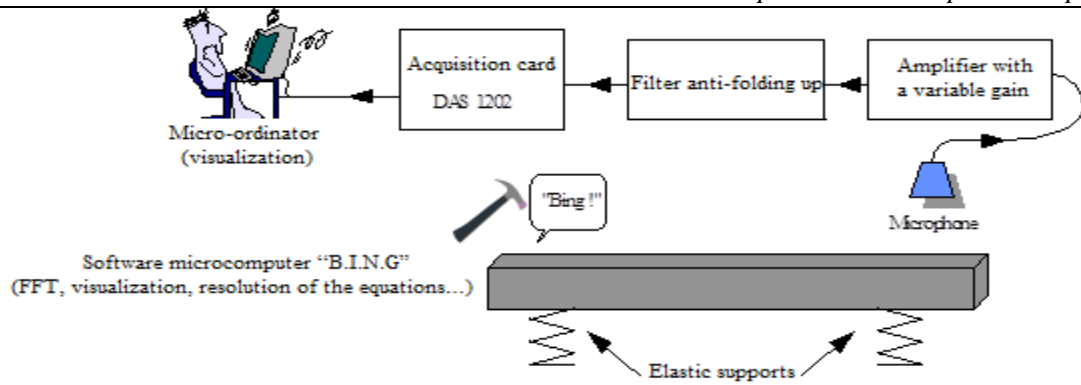 Acquisition card
DAS 1202
Filter anti-folding up
Amplifier with
a variable gain
Micro-ordinator
(visualization)
"Bing !"
Microphone
Software microcomputer “B.I.N.G”
(FFT, visualization, resolution of the equations...)
Elastic supports